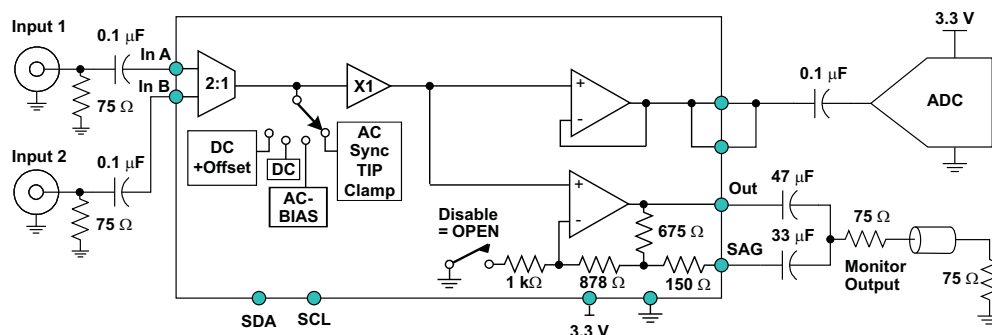 Input 1
0.1 μF
In A
75 Ω
In B
2:1
X1
+
-
0.1 μF
3.3 V
ADC
DC
+Offset
DC
AC-
BIAS
AC
Sync
TIP
Clamp
Input 2
0.1 μF
75 Ω
+
-
Out
47 μF
Disable
= OPEN
675 Ω
SAG
33 μF
75 Ω
1 kΩ
878 Ω
150 Ω
Monitor
Output
75 Ω
SDA
SCL
3.3 V